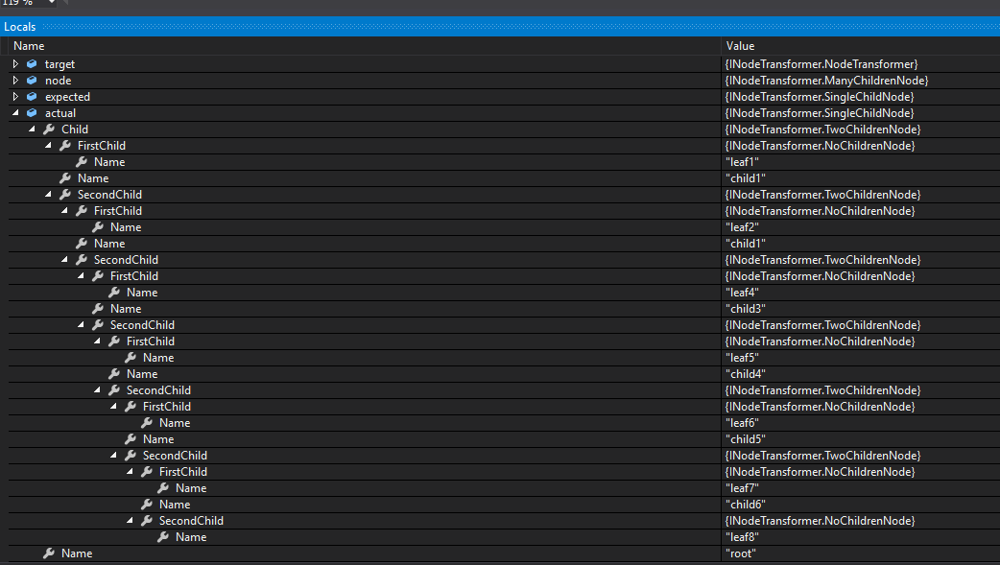 119 %
Locals
Name Value
target {INodeTransformer.NodeTransformer}
node {INodeTransformer.ManyChildrenNode}
expected {INodeTransformer.SingleChildNode}
actual {INodeTransformer.SingleChildNode}
Child {INodeTransformer.TwoChildrenNode}
FirstChild {INodeTransformer.NoChildrenNode}
Name "leaf1"
Name "child1"
SecondChild {INodeTransformer.TwoChildrenNode}
FirstChild {INodeTransformer.NoChildrenNode}
Name "leaf2"
Name "child1"
SecondChild {INodeTransformer.TwoChildrenNode}
FirstChild {INodeTransformer.NoChildrenNode}
Name "leaf4"
Name "child3"
SecondChild {INodeTransformer.TwoChildrenNode}
FirstChild {INodeTransformer.NoChildrenNode}
Name "leaf5"
Name "child4"
SecondChild {INodeTransformer.TwoChildrenNode}
FirstChild {INodeTransformer.NoChildrenNode}
Name "leaf6"
Name "child5"
SecondChild {INodeTransformer.TwoChildrenNode}
FirstChild {INodeTransformer.NoChildrenNode}
Name "leaf7"
Name "child6"
SecondChild {INodeTransformer.NoChildrenNode}
Name "leaf8"
Name "root"